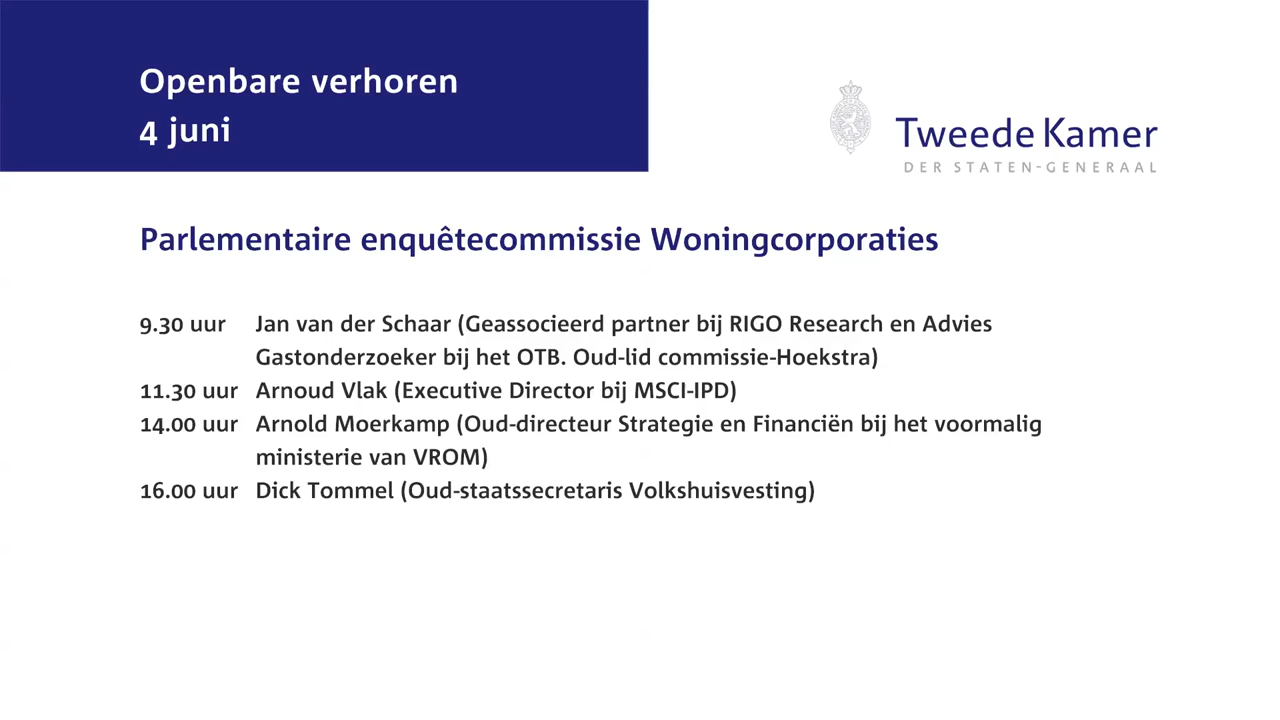 Openbare verhoren
4 juni
Tweede Kamer
DER STATEN-GENERAAL
Parlementaire enquêtecommissie Woningcorporaties
9.30 uur Jan van der Schaar (Geassocieerd partner bij RIGO Research en Advies
Gastonderzoeker bij het OTB. Oud-lid commissie-Hoekstra)
11.30 uur Arnoud Vlak (Executive Director bij MSCI-IPD)
14.00 uur Arnold Moerkamp (Oud-directeur Strategie en Financiën bij het voormalig
ministerie van VROM)
16.00 uur Dick Tommel (Oud-staatssecretaris Volkshuisvesting)